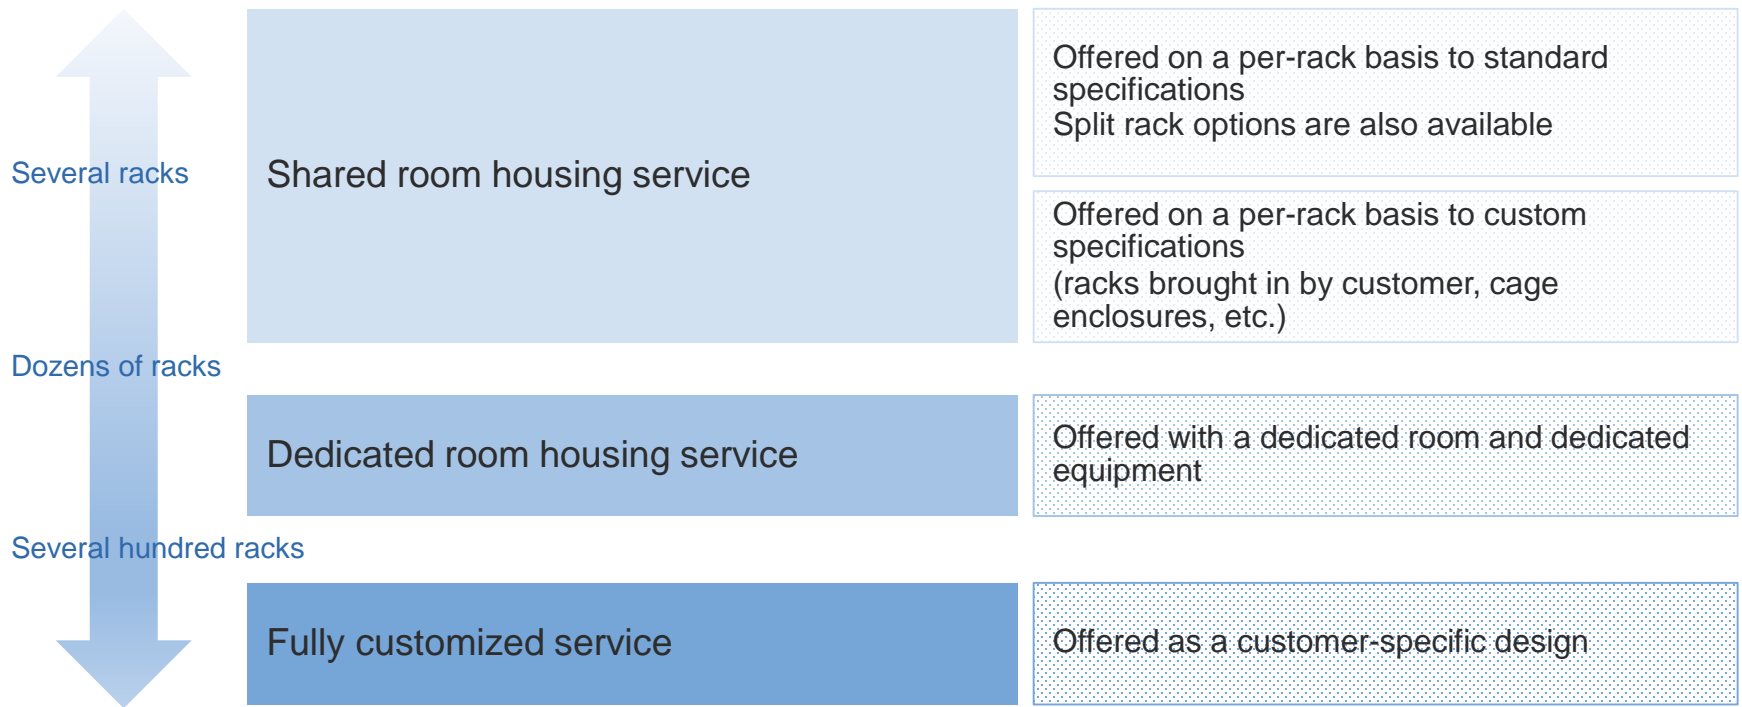 Several racks
Shared room housing service
Offered on a per-rack basis to standard
specifications
Split rack options are also available
Offered on a per-rack basis to custom
specifications
(racks brought in by customer, cage
enclosures, etc.)
Dozens of racks
Dedicated room housing service
Offered with a dedicated room and dedicated
equipment
Several hundred racks
Fully customized service
Offered as a customer-specific design